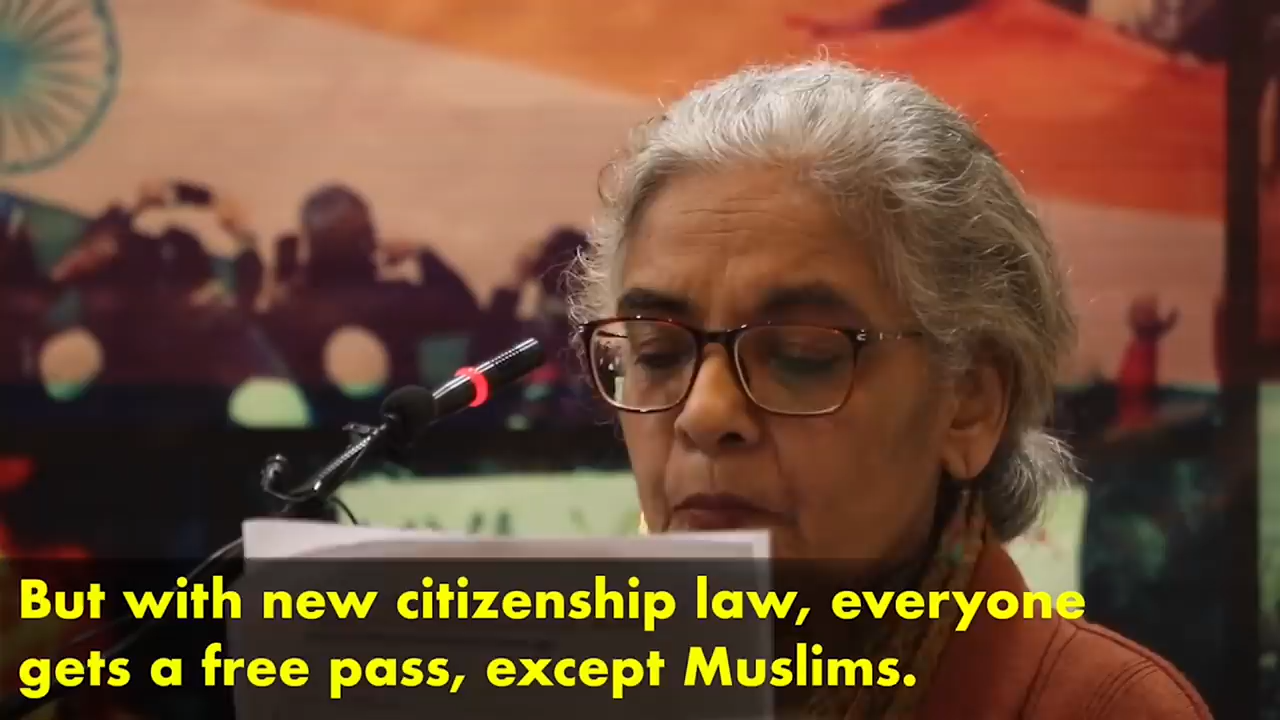 But with new citizenship law, everyone
gets a free pass, except Muslims.